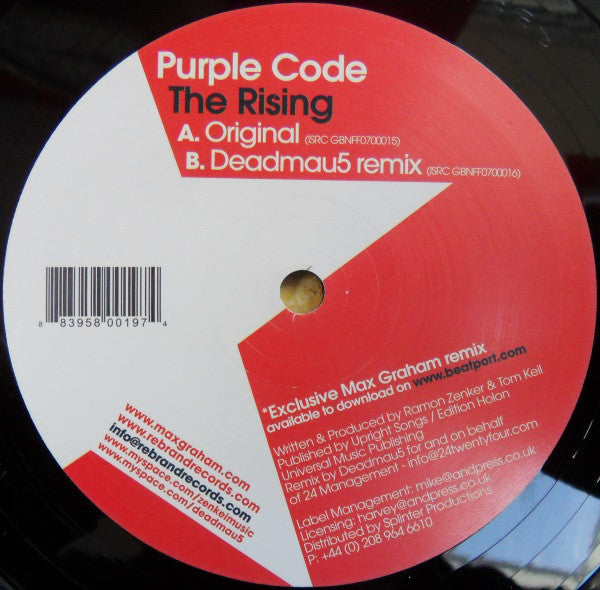 Purple Code
The Rising
A. Original (ISRC GBNFF0700015)
B. Deadmau5 remix (ISRC GBNFF0700016)
8 83958 00197 4
*Exclusive Max Graham remix
available to download on www.beatport.com
Written & Produced by Ramon Zenker & Tom Keil
Published by Upright Songs / Edition Holon
Universal Music Publishing
Remix by Deadmau5 for and on behalf
of 24 Management - info@24twentyfour.com
Label Management: mike@andpress.co.uk
Licensing: harvey@andpress.co.uk
Distributed by Splinter Productions
P: +44 (0) 208 964 6610
www.maxgraham.com
www.rebrandrecords.com
info@rebrandrecords.com
www.myspace.com/zenkelmusic
www.myspace.com/deadmau5